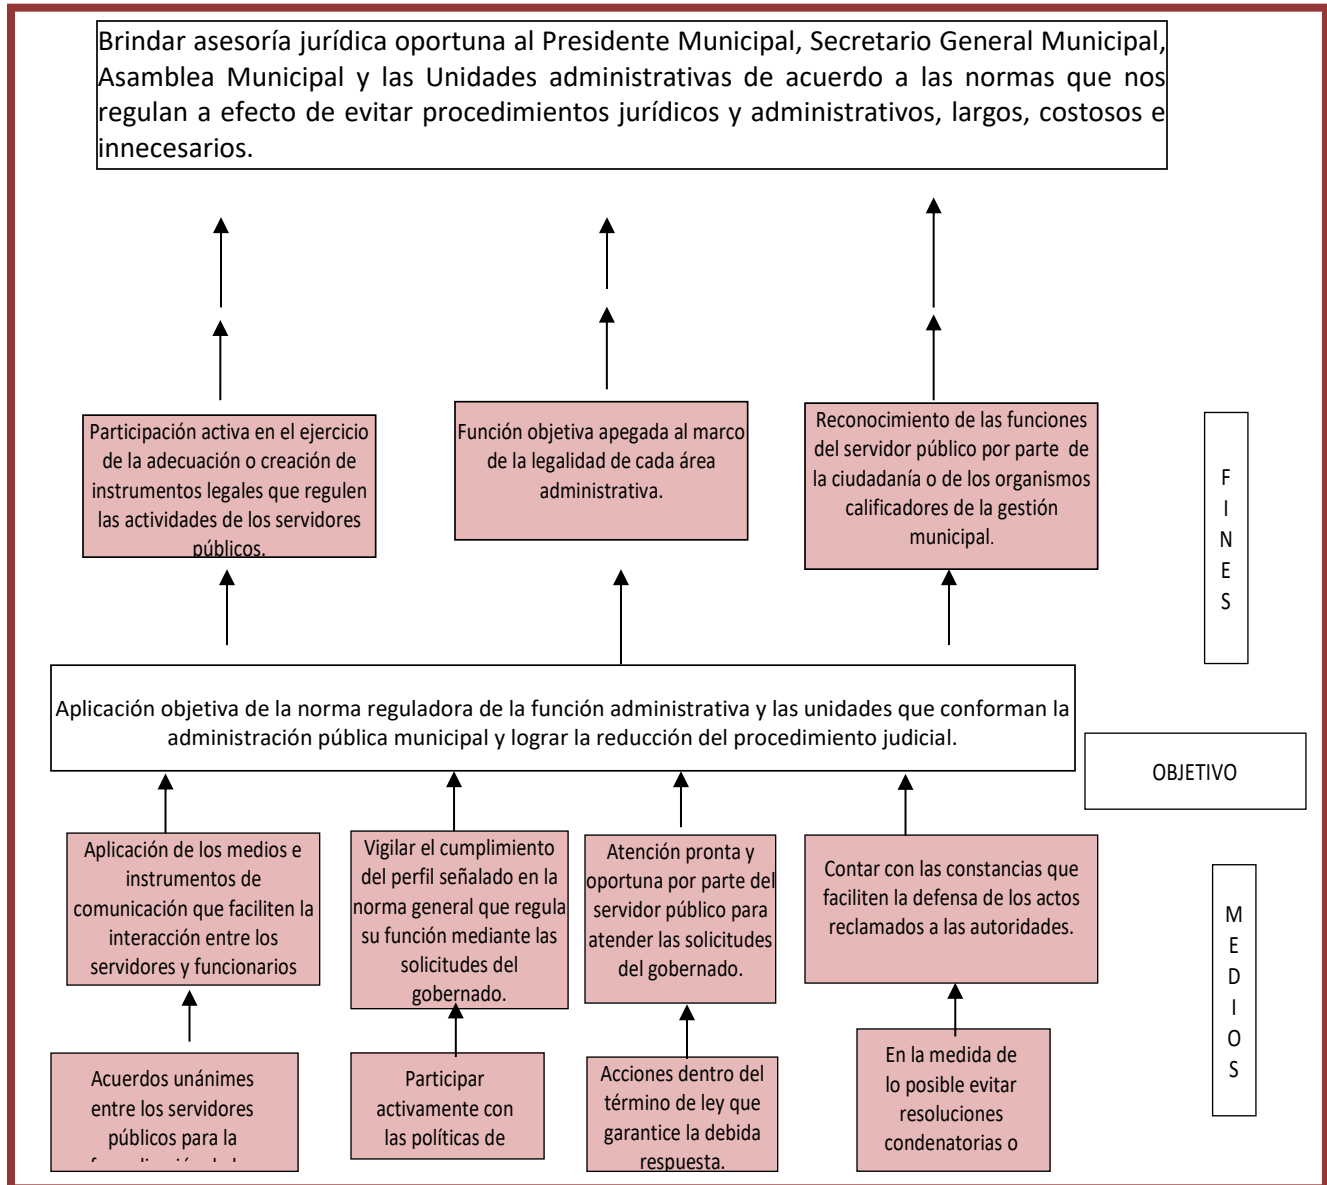 Brindar asesoría jurídica oportuna al Presidente Municipal, Secretario General Municipal,
Asamblea Municipal y las Unidades administrativas de acuerdo a las normas que nos
regulan a efecto de evitar procedimientos jurídicos y administrativos, largos, costosos e
innecesarios.
Participación activa en el ejercicio
de la adecuación o creación de
instrumentos legales que regulen
las actividades de los servidores
públicos.
Función objetiva apegada al marco
de la legalidad de cada área
administrativa.
Reconocimiento de las funciones
del servidor público por parte de
la ciudadanía o de los organismos
calificadores de la gestión
municipal.
F
I
N
E
S
Aplicación objetiva de la norma reguladora de la función administrativa y las unidades que conforman la
administración pública municipal y lograr la reducción del procedimiento judicial.
OBJETIVO
Aplicación de los medios e
instrumentos de
comunicación que faciliten la
interacción entre los
servidores y funcionarios
Vigilar el cumplimiento
del perfil señalado en la
norma general que regula
su función mediante las
solicitudes del
gobernado.
Atención pronta y
oportuna por parte del
servidor público para
atender las solicitudes
del gobernado.
Contar con las constancias que
faciliten la defensa de los actos
reclamados a las autoridades.
M
E
D
I
O
S
Acuerdos unánimes
entre los servidores
públicos para la
Participar
activamente con
las políticas de
Acciones dentro del
término de ley que
garantice la debida
respuesta.
En la medida de
lo posible evitar
resoluciones
condenatorias o